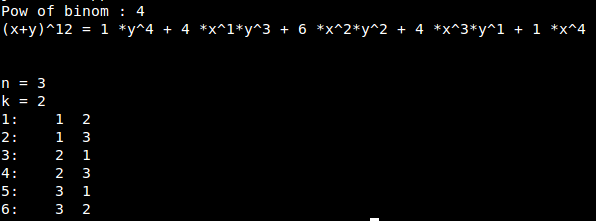 Pow of binom : 4
(x+y)^12 = 1 *y^4 + 4 *x^1*y^3 + 6 *x^2*y^2 + 4 *x^3*y^1 + 1 *x^4
n = 3
k = 2
1:    1  2
2:    1  3
3:    2  1
4:    2  3
5:    3  1
6:    3  2